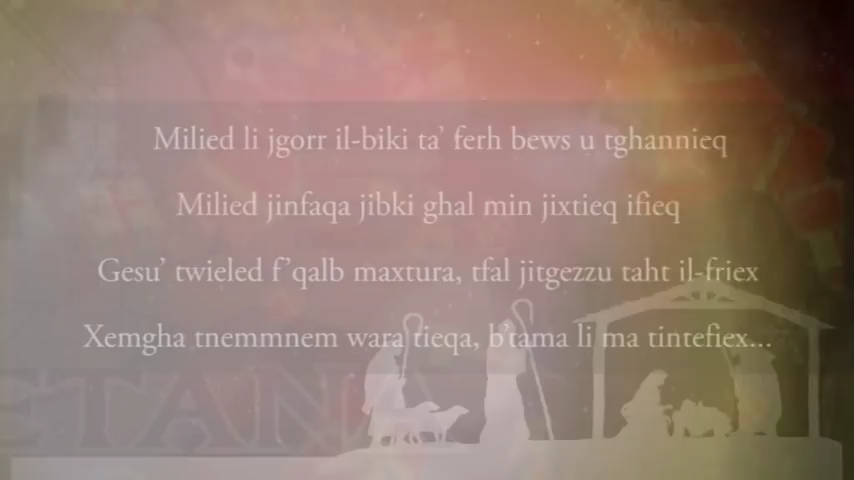 Milied li jgorr il-biki ta' ferh bews u tghannieq
Milied jinfaqa jibki ghal min jixtieq ifieq
Gesu' twieled f'qalb maxtura, tfal jitgezzu taht il-friex
Xemgha tnemmnem wara tieqa, b'tama li ma tintefiex...
ETANA